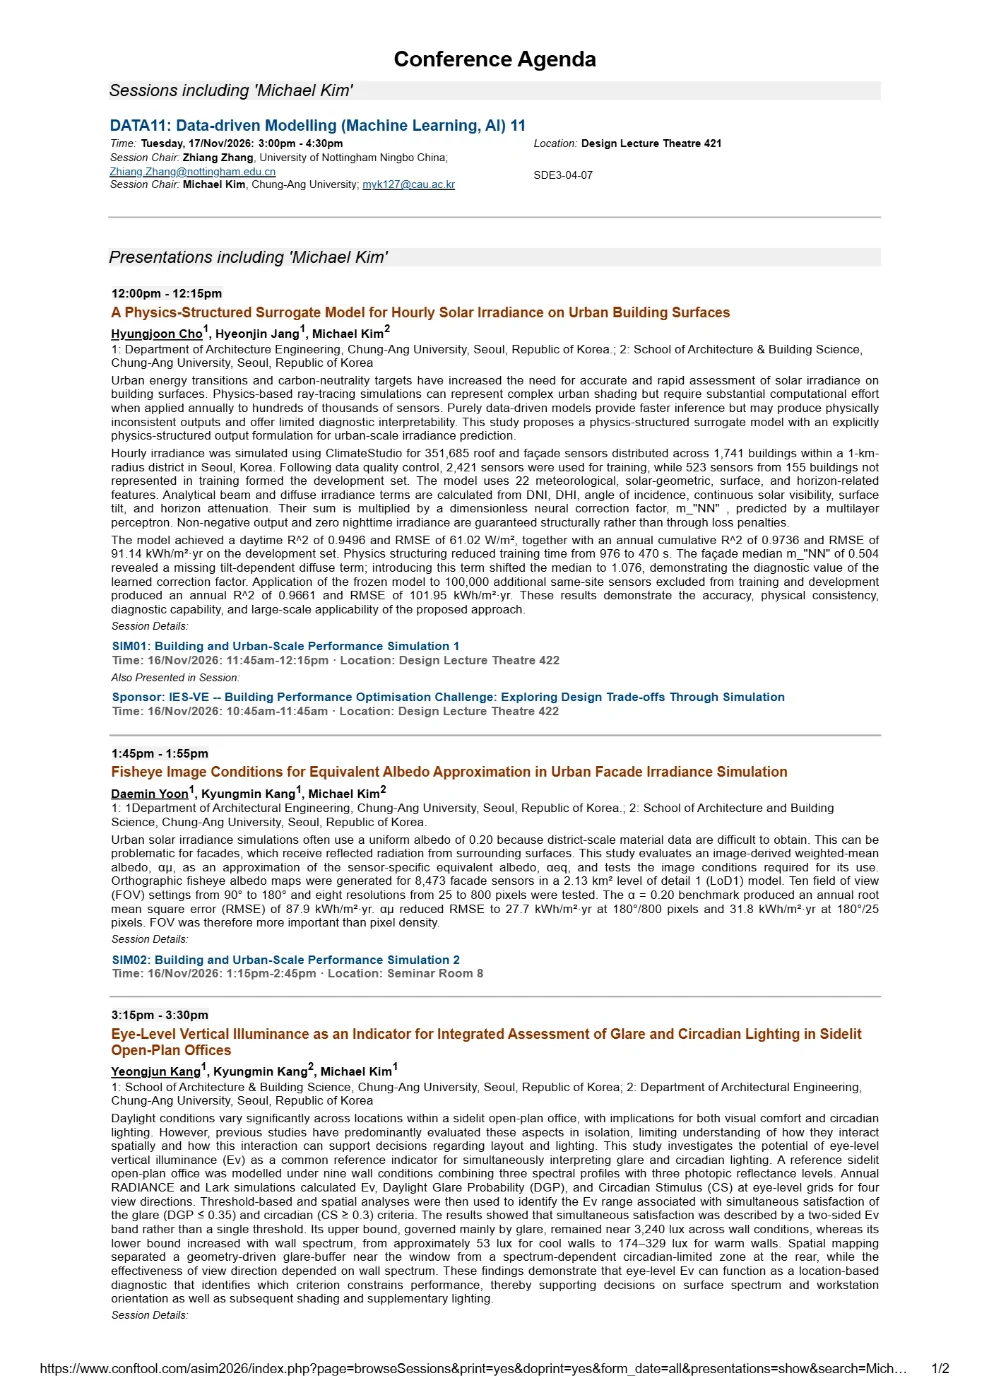 Conference Agenda
Sessions including 'Michael Kim'
DATA11: Data-driven Modelling (Machine Learning, AI) 11
Time: Tuesday, 17/Nov/2026: 3:00pm - 4:30pm
Location: Design Lecture Theatre 421
Session Chair: Zhiang Zhang, University of Nottingham Ningbo China;
Zhiang.Zhang@nottingham.edu.cn
SDE3-04-07
Session Chair: Michael Kim, Chung-Ang University; myk127@cau.ac.kr
Presentations including 'Michael Kim'
12:00pm - 12:15pm
A Physics-Structured Surrogate Model for Hourly Solar Irradiance on Urban Building Surfaces
Hyungjoon Cho1, Hyeonjin Jang1, Michael Kim2
1: Department of Architecture Engineering, Chung-Ang University, Seoul, Republic of Korea.; 2: School of Architecture & Building Science,
Chung-Ang University, Seoul, Republic of Korea
Urban energy transitions and carbon-neutrality targets have increased the need for accurate and rapid assessment of solar irradiance on
building surfaces. Physics-based ray-tracing simulations can represent complex urban shading but require substantial computational effort
when applied annually to hundreds of thousands of sensors. Purely data-driven models provide faster inference but may produce physically
inconsistent outputs and offer limited diagnostic interpretability. This study proposes a physics-structured surrogate model with an explicitly
physics-structured output formulation for urban-scale irradiance prediction.
Hourly irradiance was simulated using ClimateStudio for 351,685 roof and façade sensors distributed across 1,741 buildings within a 1-km-
radius district in Seoul, Korea. Following data quality control, 2,421 sensors were used for training, while 523 sensors from 155 buildings not
represented in training formed the development set. The model uses 22 meteorological, solar-geometric, surface, and horizon-related
features. Analytical beam and diffuse irradiance terms are calculated from DNI, DHI, angle of incidence, continuous solar visibility, surface
tilt, and horizon attenuation. Their sum is multiplied by a dimensionless neural correction factor, m_"NN" , predicted by a multilayer
perceptron. Non-negative output and zero nighttime irradiance are guaranteed structurally rather than through loss penalties.
The model achieved a daytime R^2 of 0.9496 and RMSE of 61.02 W/m², together with an annual cumulative R^2 of 0.9736 and RMSE of
91.14 kWh/m²·yr on the development set. Physics structuring reduced training time from 976 to 470 s. The façade median m_"NN" of 0.504
revealed a missing tilt-dependent diffuse term; introducing this term shifted the median to 1.076, demonstrating the diagnostic value of the
learned correction factor. Application of the frozen model to 100,000 additional same-site sensors excluded from training and development
produced an annual R^2 of 0.9661 and RMSE of 101.95 kWh/m²·yr. These results demonstrate the accuracy, physical consistency,
diagnostic capability, and large-scale applicability of the proposed approach.
Session Details:
SIM01: Building and Urban-Scale Performance Simulation 1
Time: 16/Nov/2026: 11:45am-12:15pm · Location: Design Lecture Theatre 422
Also Presented in Session:
Sponsor: IES-VE -- Building Performance Optimisation Challenge: Exploring Design Trade-offs Through Simulation
Time: 16/Nov/2026: 10:45am-11:45am · Location: Design Lecture Theatre 422
1:45pm - 1:55pm
Fisheye Image Conditions for Equivalent Albedo Approximation in Urban Facade Irradiance Simulation
Daemin Yoon1, Kyungmin Kang1, Michael Kim2
1: 1Department of Architectural Engineering, Chung-Ang University, Seoul, Republic of Korea.; 2: School of Architecture and Building
Science, Chung-Ang University, Seoul, Republic of Korea.
Urban solar irradiance simulations often use a uniform albedo of 0.20 because district-scale material data are difficult to obtain. This can be
problematic for facades, which receive reflected radiation from surrounding surfaces. This study evaluates an image-derived weighted-mean
albedo, αμ, as an approximation of the sensor-specific equivalent albedo, αeq, and tests the image conditions required for its use.
Orthographic fisheye albedo maps were generated for 8,473 facade sensors in a 2.13 km² level of detail 1 (LoD1) model. Ten field of view
(FOV) settings from 90° to 180° and eight resolutions from 25 to 800 pixels were tested. The α = 0.20 benchmark produced an annual root
mean square error (RMSE) of 87.9 kWh/m²·yr. αμ reduced RMSE to 27.7 kWh/m²·yr at 180°/800 pixels and 31.8 kWh/m²·yr at 180°/25
pixels. FOV was therefore more important than pixel density.
Session Details:
SIM02: Building and Urban-Scale Performance Simulation 2
Time: 16/Nov/2026: 1:15pm-2:45pm · Location: Seminar Room 8
3:15pm - 3:30pm
Eye-Level Vertical Illuminance as an Indicator for Integrated Assessment of Glare and Circadian Lighting in Sidelit
Open-Plan Offices
Yeongjun Kang1, Kyungmin Kang2, Michael Kim1
1: School of Architecture & Building Science, Chung-Ang University, Seoul, Republic of Korea; 2: Department of Architectural Engineering,
Chung-Ang University, Seoul, Republic of Korea
Daylight conditions vary significantly across locations within a sidelit open-plan office, with implications for both visual comfort and circadian
lighting. However, previous studies have predominantly evaluated these aspects in isolation, limiting understanding of how they interact
spatially and how this interaction can support decisions regarding layout and lighting. This study investigates the potential of eye-level
vertical illuminance (Ev) as a common reference indicator for simultaneously interpreting glare and circadian lighting. A reference sidelit
open-plan office was modelled under nine wall conditions combining three spectral profiles with three photopic reflectance levels. Annual
RADIANCE and Lark simulations calculated Ev, Daylight Glare Probability (DGP), and Circadian Stimulus (CS) at eye-level grids for four
view directions. Threshold-based and spatial analyses were then used to identify the Ev range associated with simultaneous satisfaction of
the glare (DGP ≤ 0.35) and circadian (CS ≥ 0.3) criteria. The results showed that simultaneous satisfaction was described by a two-sided Ev
band rather than a single threshold. Its upper bound, governed mainly by glare, remained near 3,240 lux across wall conditions, whereas its
lower bound increased with wall spectrum, from approximately 53 lux for cool walls to 174–329 lux for warm walls. Spatial mapping
separated a geometry-driven glare-buffer near the window from a spectrum-dependent circadian-limited zone at the rear, while the
effectiveness of view direction depended on wall spectrum. These findings demonstrate that eye-level Ev can function as a location-based
diagnostic that identifies which criterion constrains performance, thereby supporting decisions on surface spectrum and workstation
orientation as well as subsequent shading and supplementary lighting.
Session Details:
https://www.conftool.com/asim2026/index.php?page=browseSessions&print=yes&doprint=yes&form_date=all&presentations=show&search=Mich…
1/2